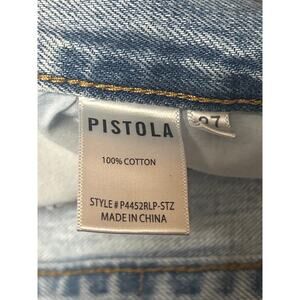 PISTOLA
27
100% COTTON
STYLE# P4452RLP-STZ
MADE IN CHINA